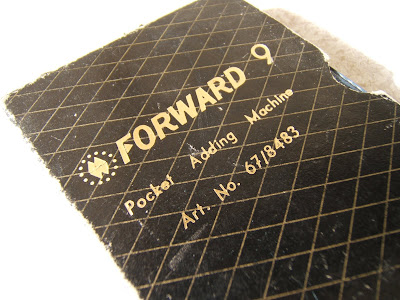 FORWARD 9
Pocket Adding Machine
Art. No. 67/8483